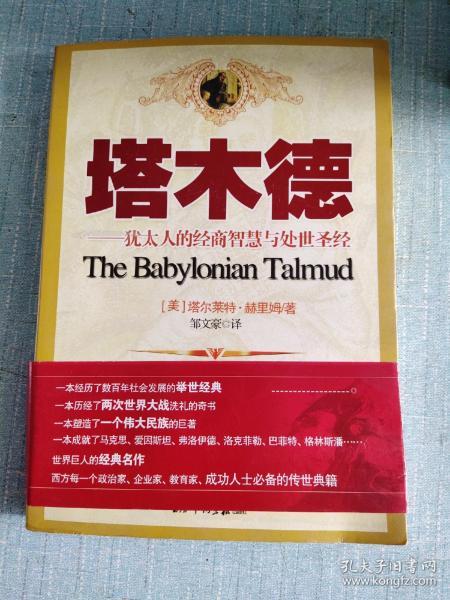 塔木德
——犹太人的经商智慧与处世圣经
The Babylonian Talmud
［美］塔尔莱特·赫里姆/著
邹文豪◎译
一本经历了数百年社会发展的举世经典
一本历经了两次世界大战洗礼的奇书
一本塑造了一个伟大民族的巨著
一本成就了马克思、爱因斯坦、弗洛伊德、洛克菲勒、巴菲特、格林斯潘……
世界巨人的经典名作
西方每一个政治家、企业家、教育家、成功人士必备的传世典籍
孔夫子旧书网
www.kongfz.com